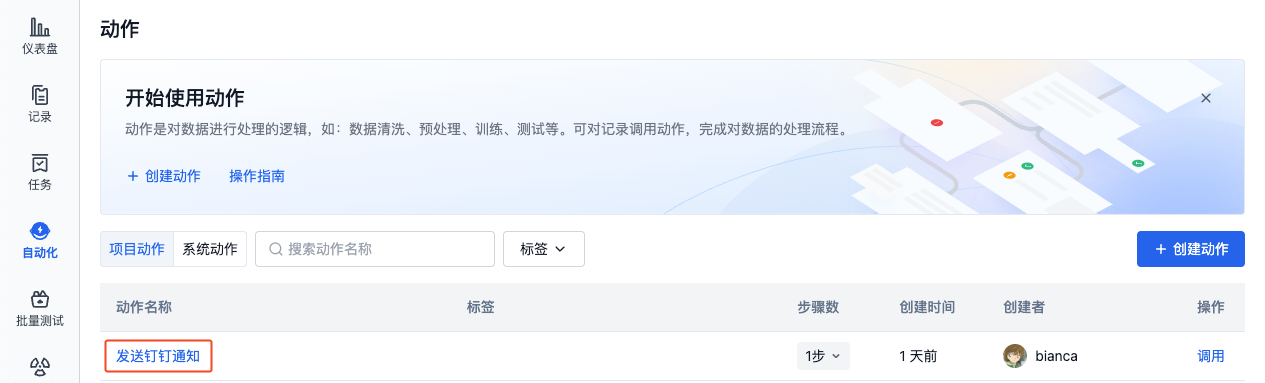 动作
仪表盘
记录
任务
自动化
批量测试
开始使用动作
动作是对数据进行处理的逻辑，如：数据清洗、预处理、训练、测试等。可对记录调用动作，完成对数据的处理流程。
+ 创建动作 操作指南
项目动作 系统动作 搜索动作名称 标签 + 创建动作
动作名称 标签 步骤数 创建时间 创建者 操作
发送钉钉通知 1步 1 天前 bianca 调用